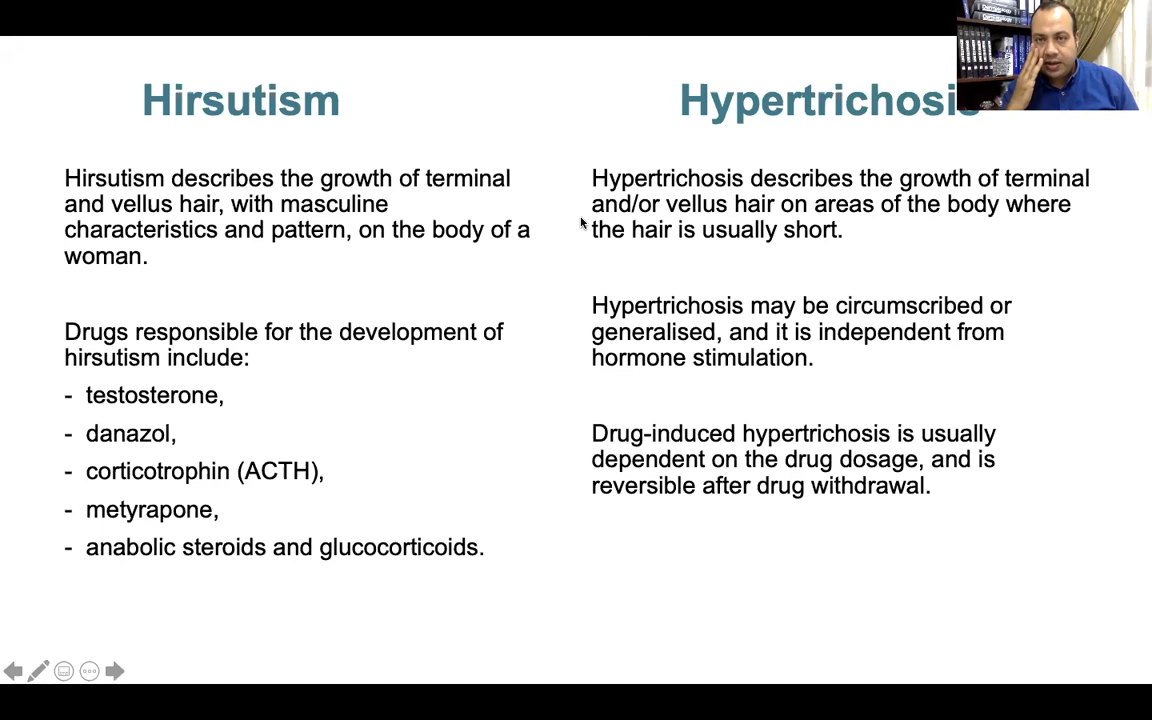 Hirsutism
Hirsutism describes the growth of terminal
and vellus hair, with masculine
characteristics and pattern, on the body of a
woman.
Drugs responsible for the development of
hirsutism include:
- testosterone,
- danazol,
- corticotrophin (ACTH),
- metyrapone,
- anabolic steroids and glucocorticoids.
Hypertrichosis
Hypertrichosis describes the growth of terminal
and/or vellus hair on areas of the body where
the hair is usually short.
Hypertrichosis may be circumscribed or
generalised, and it is independent from
hormone stimulation.
Drug-induced hypertrichosis is usually
dependent on the drug dosage, and is
reversible after drug withdrawal.